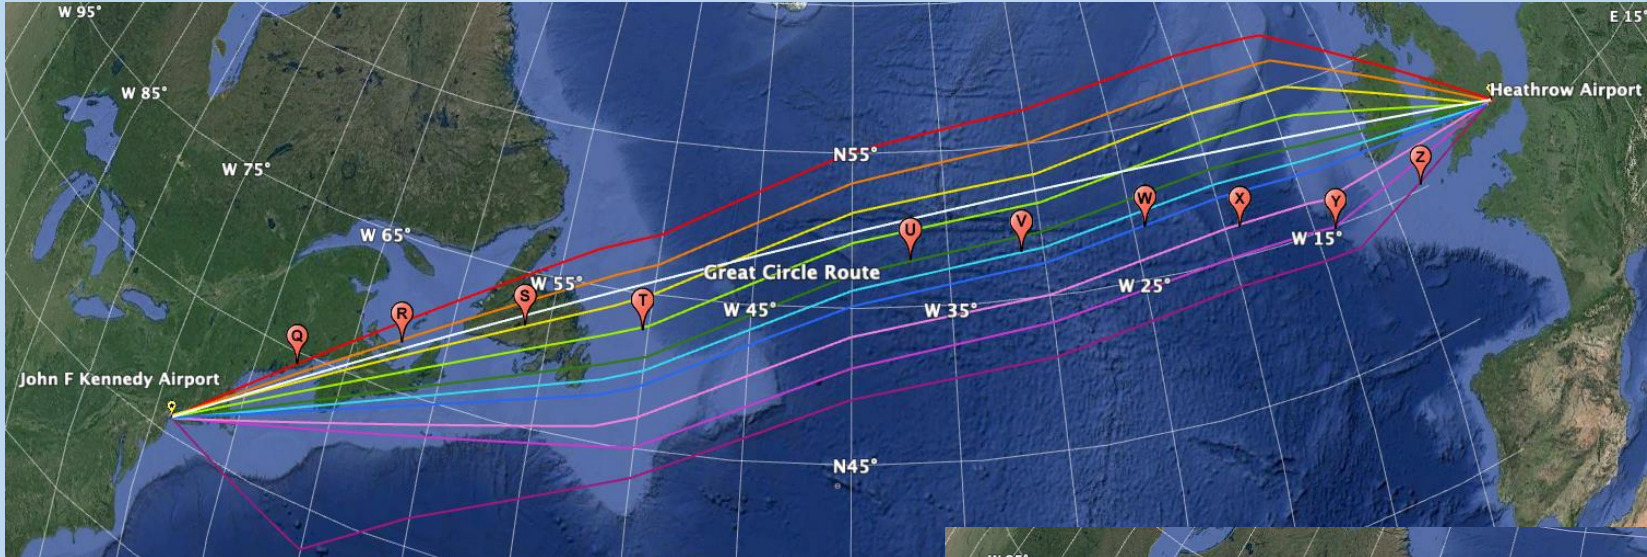 W 95°
E 15°
W 85°
Heathrow Airport
N55°
W 75°
Z
W
X
Y
W 65°
V
U
W 15°
Great Circle Route
W 55°
W 25°
S
T
R
W 45°
W 35°
Q
John F Kennedy Airport
N45°